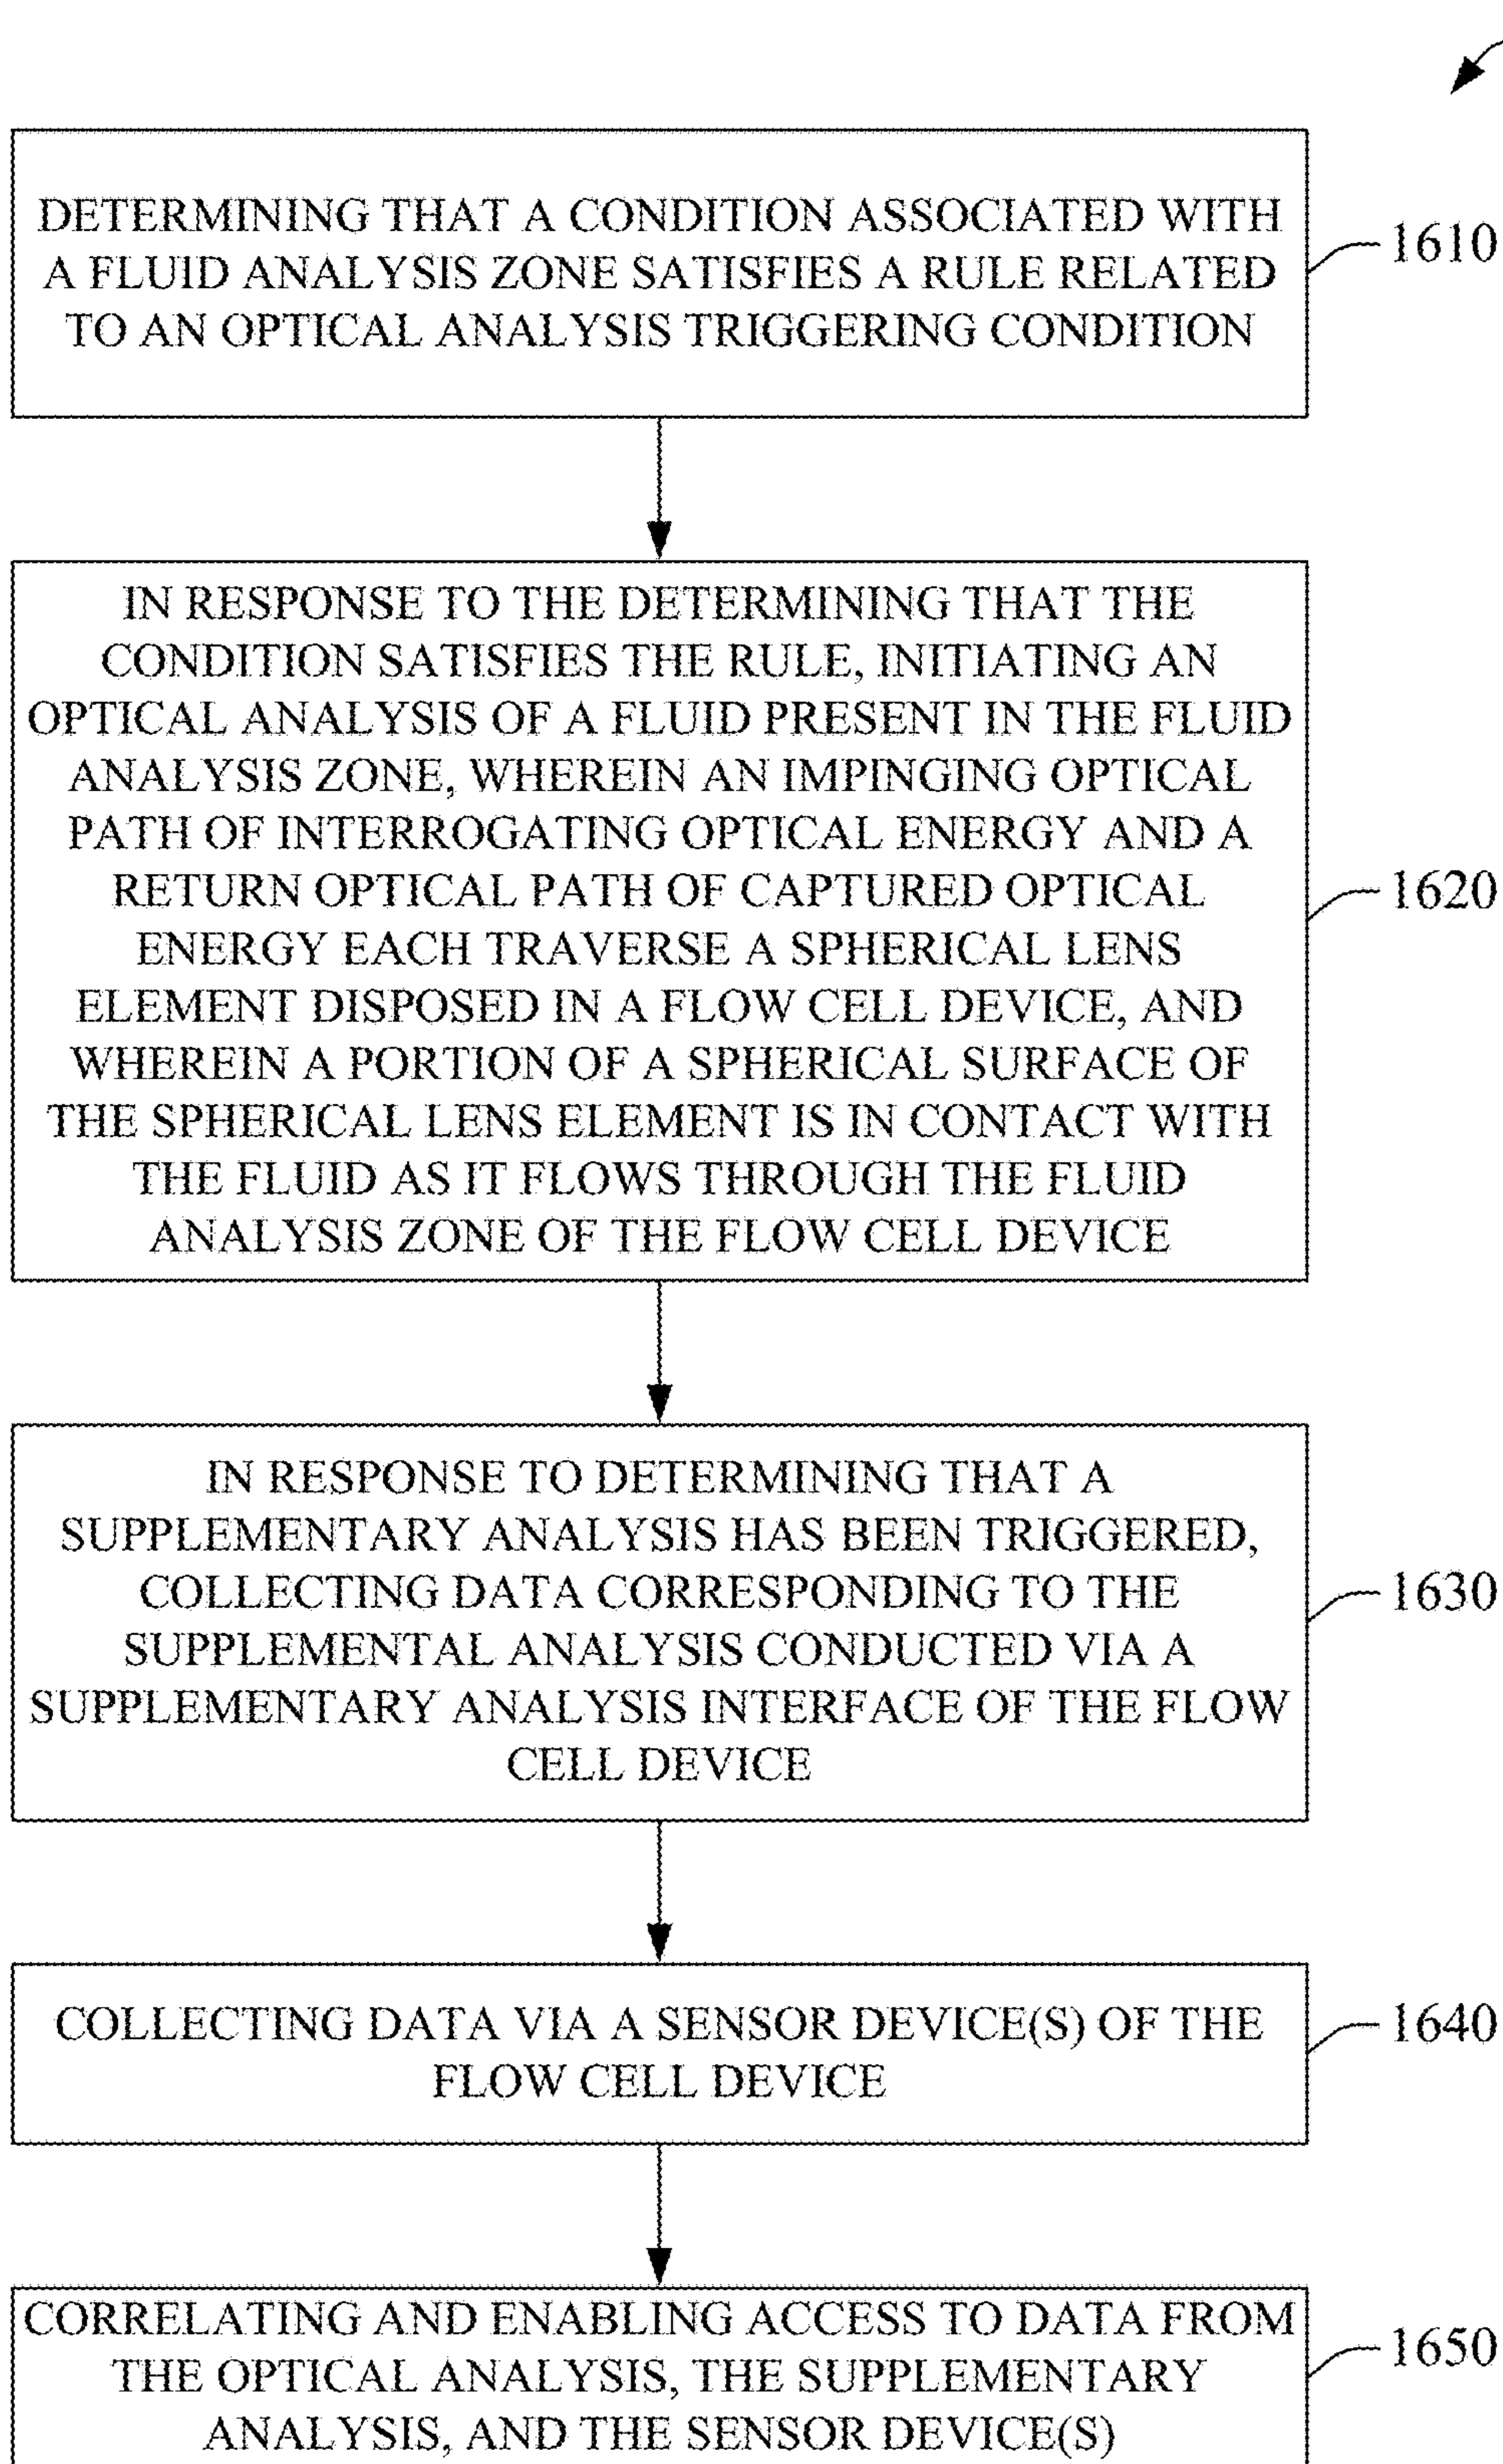 DETERMINING THAT A CONDITION ASSOCIATED WITH
A FLUID ANALYSIS ZONE SATISFIES A RULE RELATED
TO AN OPTICAL ANALYSIS TRIGGERING CONDITION
1610
IN RESPONSE TO THE DETERMINING THAT THE
CONDITION SATISFIES THE RULE, INITIATING AN
OPTICAL ANALYSIS OF A FLUID PRESENT IN THE FLUID
ANALYSIS ZONE, WHEREIN AN IMPINGING OPTICAL
PATH OF INTERROGATING OPTICAL ENERGY AND A
RETURN OPTICAL PATH OF CAPTURED OPTICAL
ENERGY EACH TRAVERSE A SPHERICAL LENS
ELEMENT DISPOSED IN A FLOW CELL DEVICE, AND
WHEREIN A PORTION OF A SPHERICAL SURFACE OF
THE SPHERICAL LENS ELEMENT IS IN CONTACT WITH
THE FLUID AS IT FLOWS THROUGH THE FLUID
ANALYSIS ZONE OF THE FLOW CELL DEVICE
1620
IN RESPONSE TO DETERMINING THAT A
SUPPLEMENTARY ANALYSIS HAS BEEN TRIGGERED,
COLLECTING DATA CORRESPONDING TO THE
SUPPLEMENTAL ANALYSIS CONDUCTED VIA A
SUPPLEMENTARY ANALYSIS INTERFACE OF THE FLOW
CELL DEVICE
1630
COLLECTING DATA VIA A SENSOR DEVICE(S) OF THE
FLOW CELL DEVICE
1640
CORRELATING AND ENABLING ACCESS TO DATA FROM
THE OPTICAL ANALYSIS, THE SUPPLEMENTARY
ANALYSIS, AND THE SENSOR DEVICE(S)
1650